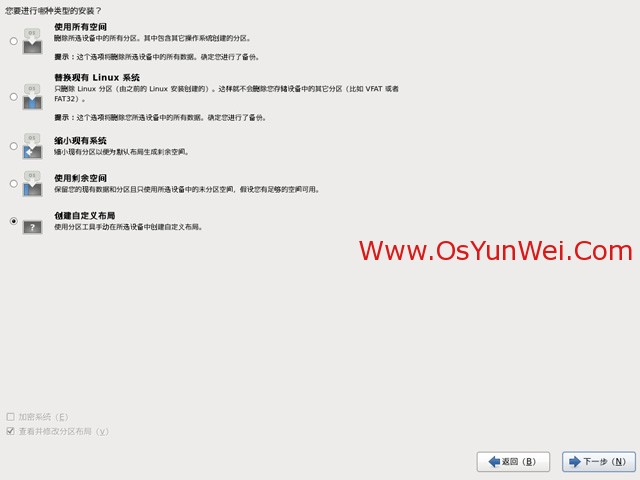 您要进行哪种类型的安装？
使用所有空间
删除所选设备中的所有分区。其中包含其它操作系统创建的分区。
提示：这个选项将删除所选设备中的所有数据。确定您进行了备份。
替换现有 Linux 系统
只删除 Linux 分区（由之前的 Linux 安装创建的）。这样就不会删除您存储设备中的其它分区（比如 VFAT 或者
FAT32）。
提示：这个选项将删除您所选设备中的所有数据。确定您进行了备份。
缩小现有系统
缩小现有分区以便为默认布局生成剩余空间。
使用剩余空间
保留您的现有数据和分区且只使用所选设备中的未分区空间，假设您有足够的空间可用。
创建自定义布局
使用分区工具手动在所选设备中创建自定义布局。
Www.OsYunWei.Com
加密系统（E）
查看并修改分区布局（v）
返回（B）
下一步（N）